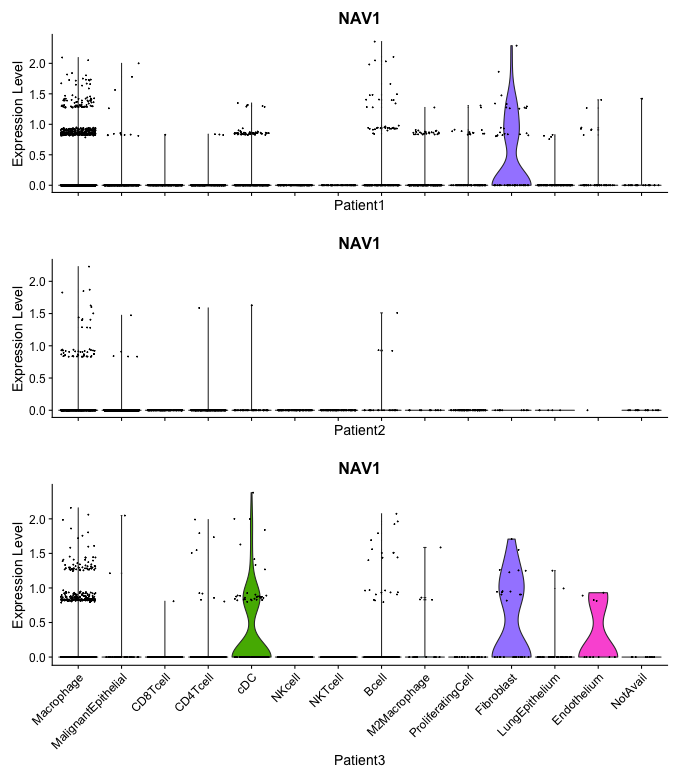 NAV1
Expression Level
2.0
1.5
1.0
0.5
0.0
Patient1
NAV1
Expression Level
2.0
1.5
1.0
0.5
0.0
Patient2
NAV1
Expression Level
2.0
1.5
1.0
0.5
0.0
Macrophage
MalignantEpithelial
CD8Tcell
CD4Tcell
cDC
NKcell
NKTcell
Bcell
M2Macrophage
ProliferatingCell
Fibroblast
LungEpithelium
Endothelium
NotAvail
Patient3